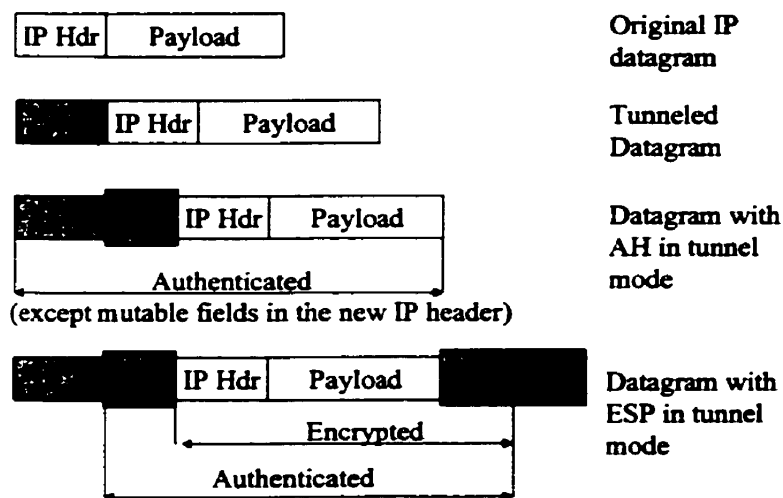 IP Hdr Payload
Original IP
datagram
IP Hdr Payload
Tunneled
Datagram
IP Hdr Payload
Datagram with
AH in tunnel
mode
Authenticated
(except mutable fields in the new IP header)
IP Hdr Payload
Datagram with
ESP in tunnel
mode
Encrypted
Authenticated